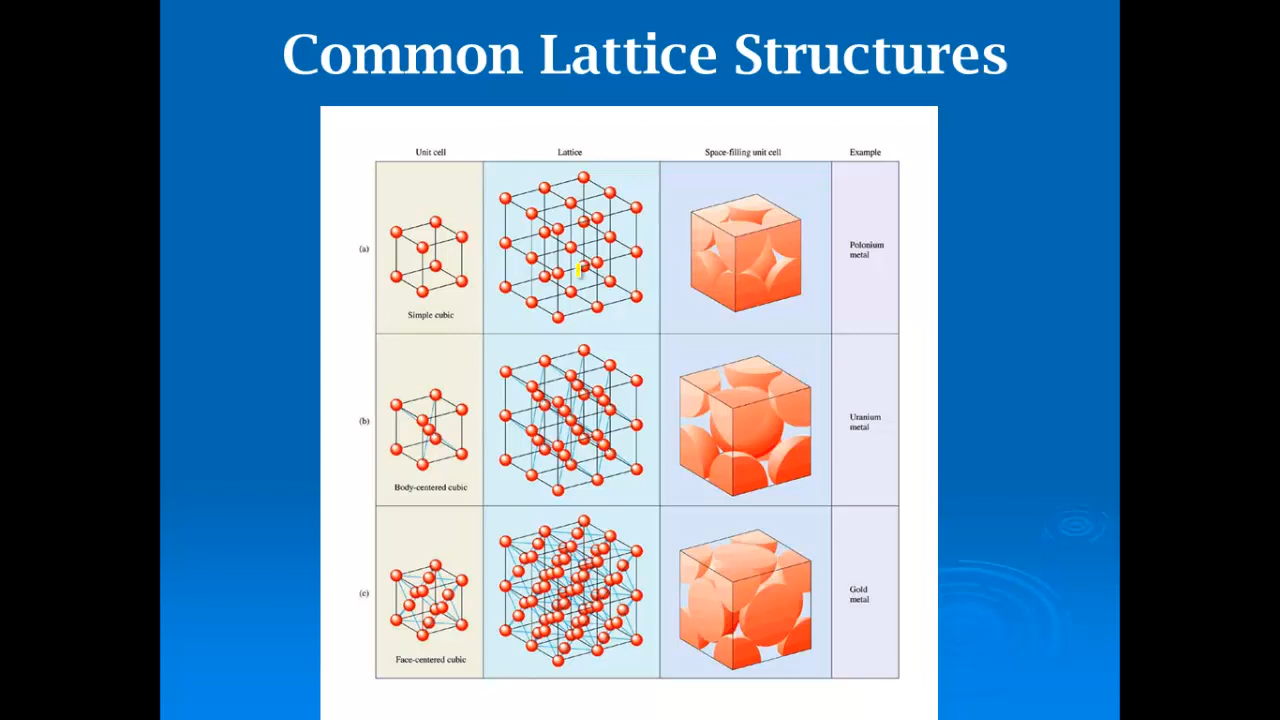 Common Lattice Structures
Unit cell Lattice Space-filling unit cell Example
(a)
Simple cubic
Polonium
metal
(b)
Body-centered cubic
Uranium
metal
(c)
Face-centered cubic
Gold
metal